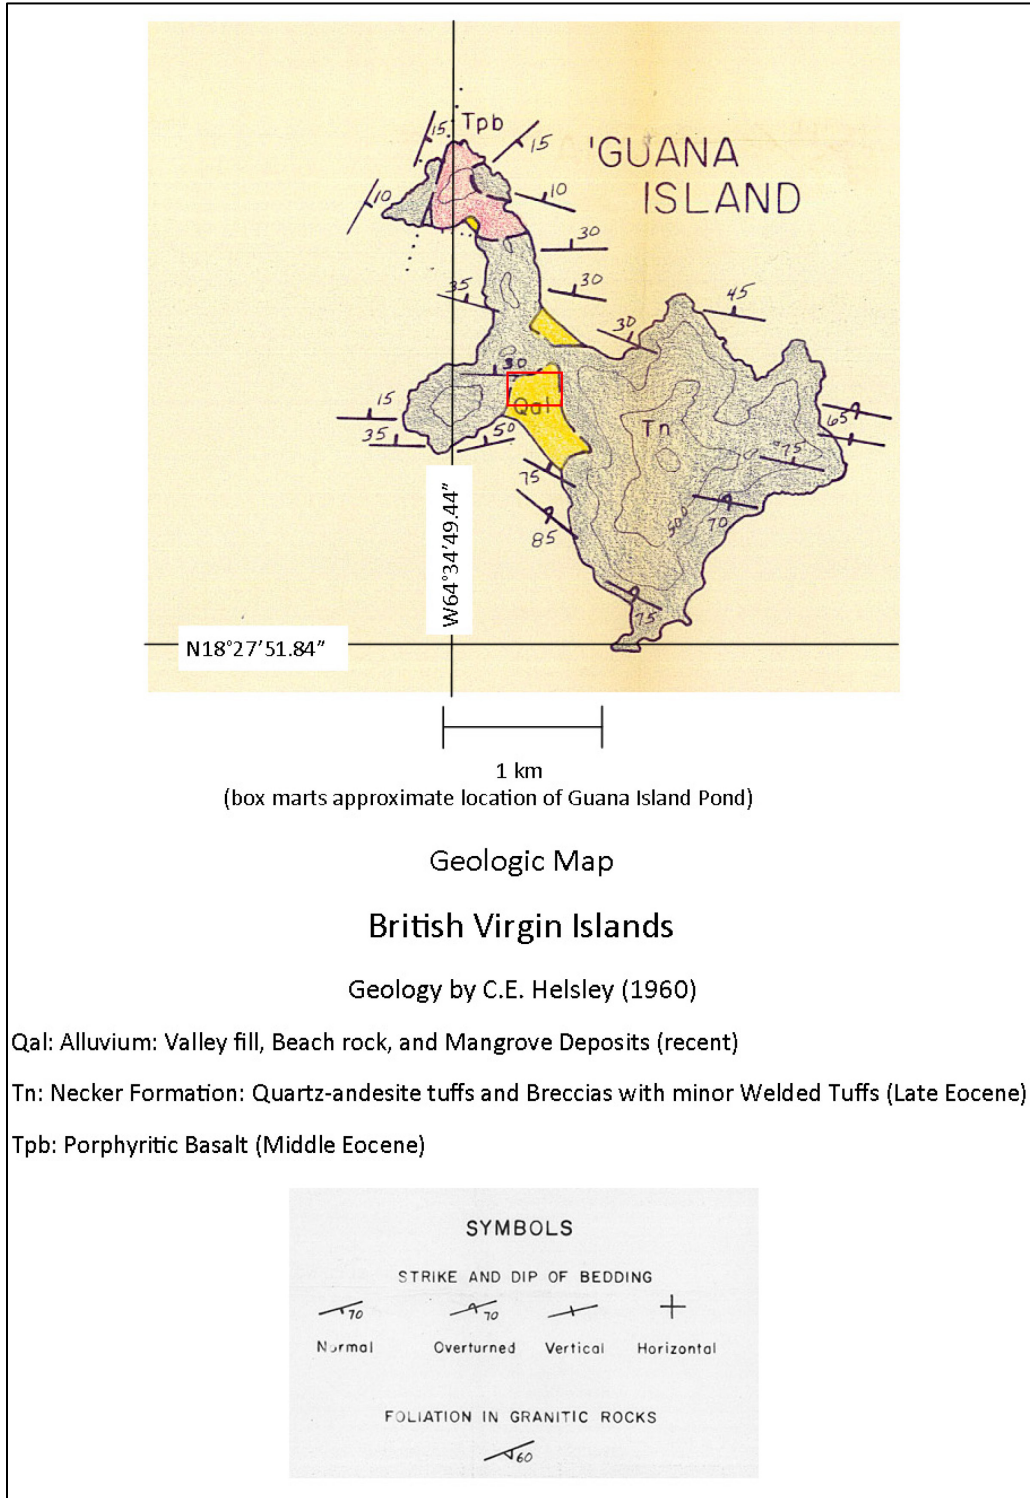 Tpb
15
15
'GUANA
ISLAND
10
10
30
30
35
45
30
30
Qal
15
35
50
Tn
65
75
75
500
70
85
75
W64°34'49.44"
N18°27'51.84"
1 km
(box marts approximate location of Guana Island Pond)
Geologic Map
British Virgin Islands
Geology by C.E. Helsley (1960)
Qal: Alluvium: Valley fill, Beach rock, and Mangrove Deposits (recent)
Tn: Necker Formation: Quartz-andesite tuffs and Breccias with minor Welded Tuffs (Late Eocene)
Tpb: Porphyritic Basalt (Middle Eocene)
SYMBOLS
STRIKE AND DIP OF BEDDING
70 70
Normal Overturned Vertical Horizontal
FOLIATION IN GRANITIC ROCKS
60